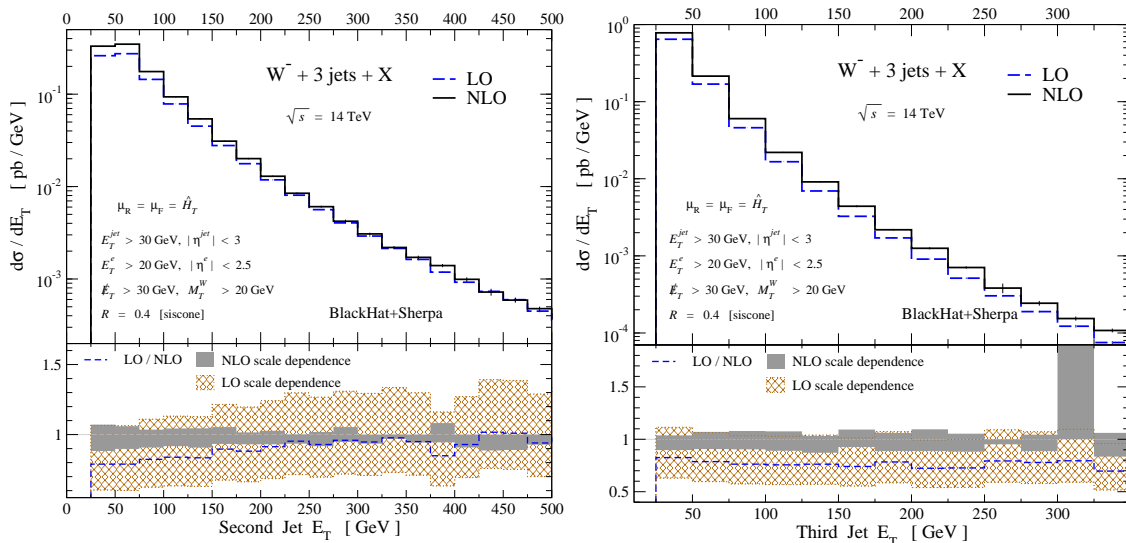 0 50 100 150 200 250 300 350 400 450 500
10⁻¹
10⁻²
10⁻³
dσ / dE_T [ pb / GeV ]
W⁻ + 3 jets + X
√s = 14 TeV
LO
NLO
μ_R = μ_F = Ĥ_T
E_T^jet > 30 GeV, | η^jet | < 3
E_T^e > 20 GeV, | η^e | < 2.5
E̸_T > 30 GeV, M_T^W > 20 GeV
R = 0.4 [siscone]
BlackHat+Sherpa
LO / NLO
NLO scale dependence
LO scale dependence
1.5
1
0 50 100 150 200 250 300 350 400 450 500
Second Jet E_T [ GeV ]
50 100 150 200 250 300
10⁰
10⁻¹
10⁻²
10⁻³
10⁻⁴
dσ / dE_T [ pb / GeV ]
W⁻ + 3 jets + X
√s = 14 TeV
LO
NLO
μ_R = μ_F = Ĥ_T
E_T^jet > 30 GeV, | η^jet | < 3
E_T^e > 20 GeV, | η^e | < 2.5
E̸_T > 30 GeV, M_T^W > 20 GeV
R = 0.4 [siscone]
BlackHat+Sherpa
LO / NLO
NLO scale dependence
LO scale dependence
1.5
1
0.5
50 100 150 200 250 300
Third Jet E_T [ GeV ]